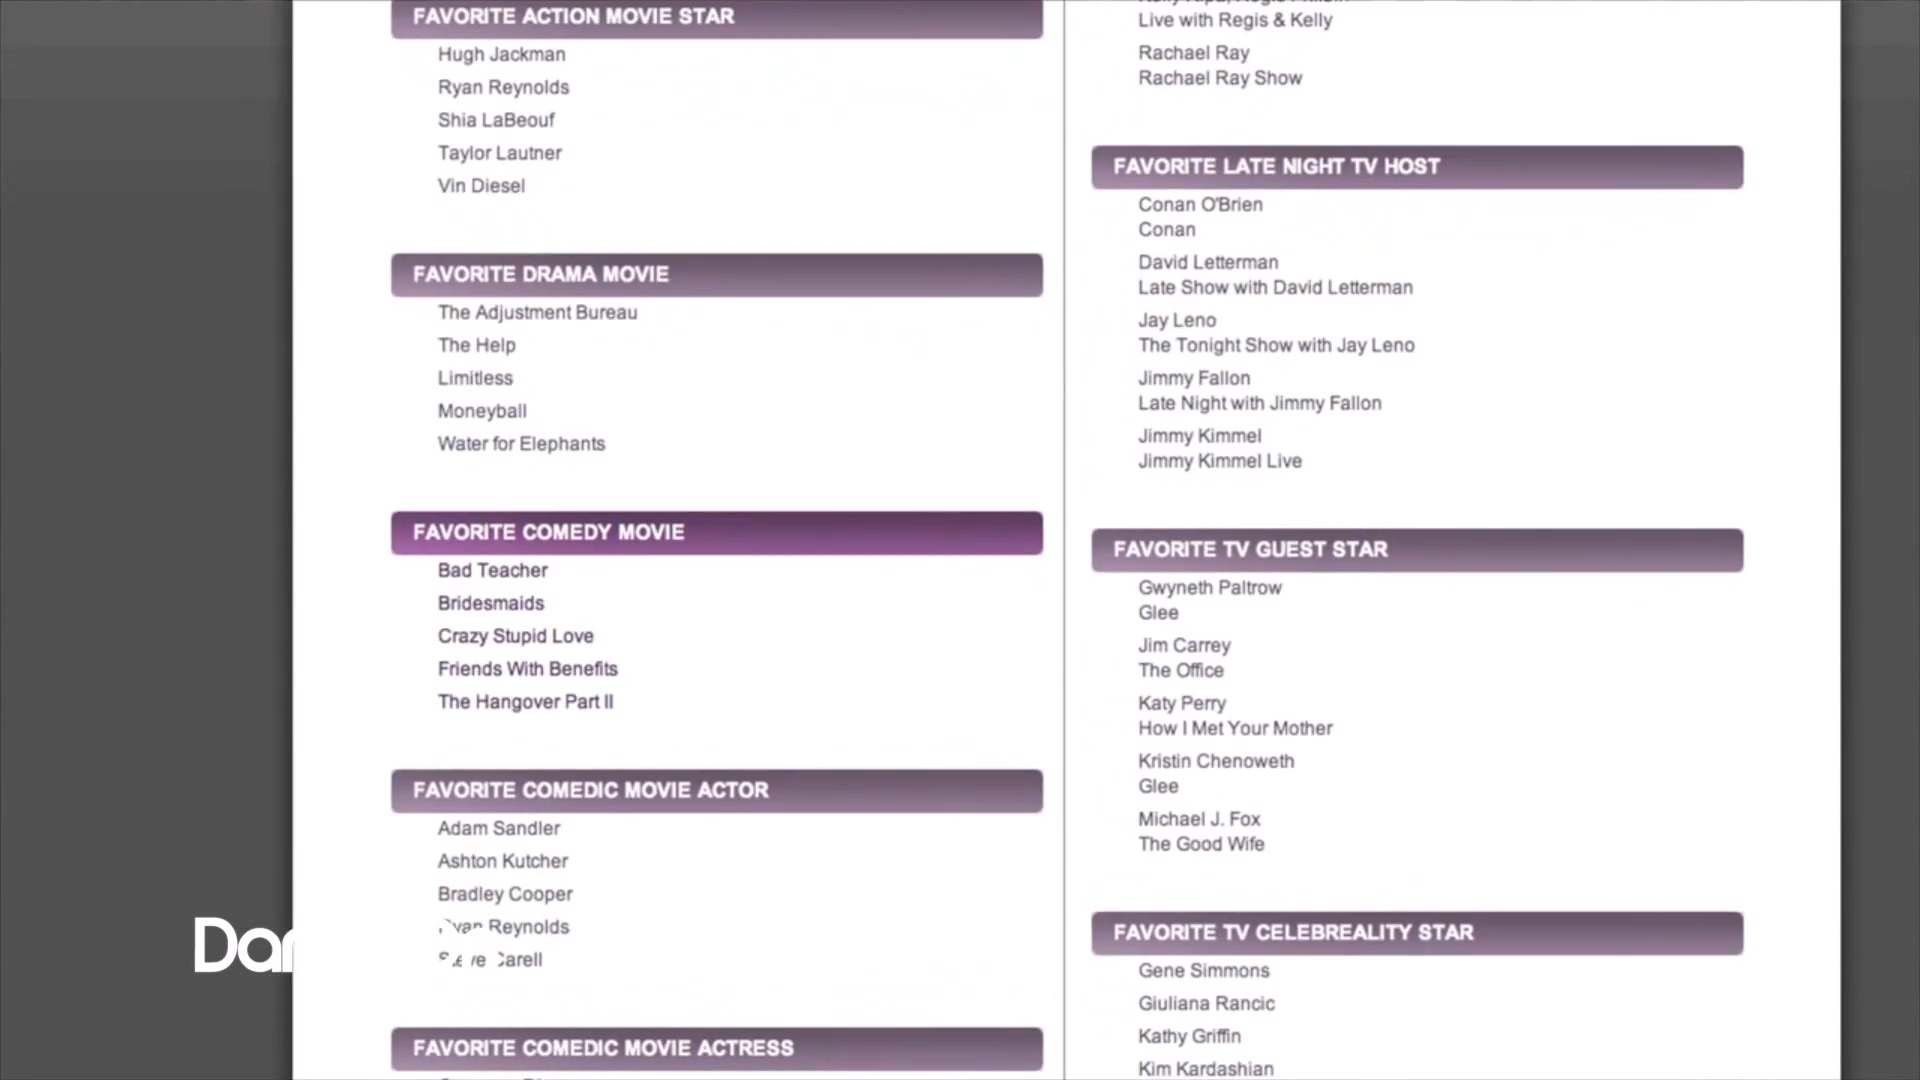 FAVORITE ACTION MOVIE STAR
Hugh Jackman
Ryan Reynolds
Shia LaBeouf
Taylor Lautner
Vin Diesel
FAVORITE DRAMA MOVIE
The Adjustment Bureau
The Help
Limitless
Moneyball
Water for Elephants
FAVORITE COMEDY MOVIE
Bad Teacher
Bridesmaids
Crazy Stupid Love
Friends With Benefits
The Hangover Part II
FAVORITE COMEDIC MOVIE ACTOR
Adam Sandler
Ashton Kutcher
Bradley Cooper
Ryan Reynolds
Steve Carell
FAVORITE COMEDIC MOVIE ACTRESS
Live with Regis & Kelly
Rachael Ray
Rachael Ray Show
FAVORITE LATE NIGHT TV HOST
Conan O'Brien
Conan
David Letterman
Late Show with David Letterman
Jay Leno
The Tonight Show with Jay Leno
Jimmy Fallon
Late Night with Jimmy Fallon
Jimmy Kimmel
Jimmy Kimmel Live
FAVORITE TV GUEST STAR
Gwyneth Paltrow
Glee
Jim Carrey
The Office
Katy Perry
How I Met Your Mother
Kristin Chenoweth
Glee
Michael J. Fox
The Good Wife
FAVORITE TV CELEBREALITY STAR
Gene Simmons
Giuliana Rancic
Kathy Griffin
Kim Kardashian